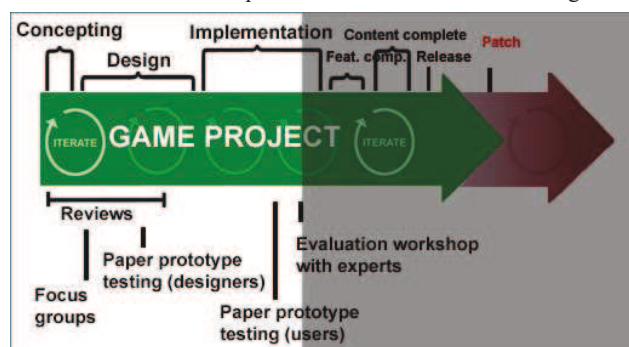 Concepting
Design
Implementation
Content complete
Feat. comp.
Release
Patch
ITERATE
GAME PROJECT
ITERATE
Reviews
Focus
groups
Paper prototype
testing (designers)
Paper prototype
testing (users)
Evaluation workshop
with experts